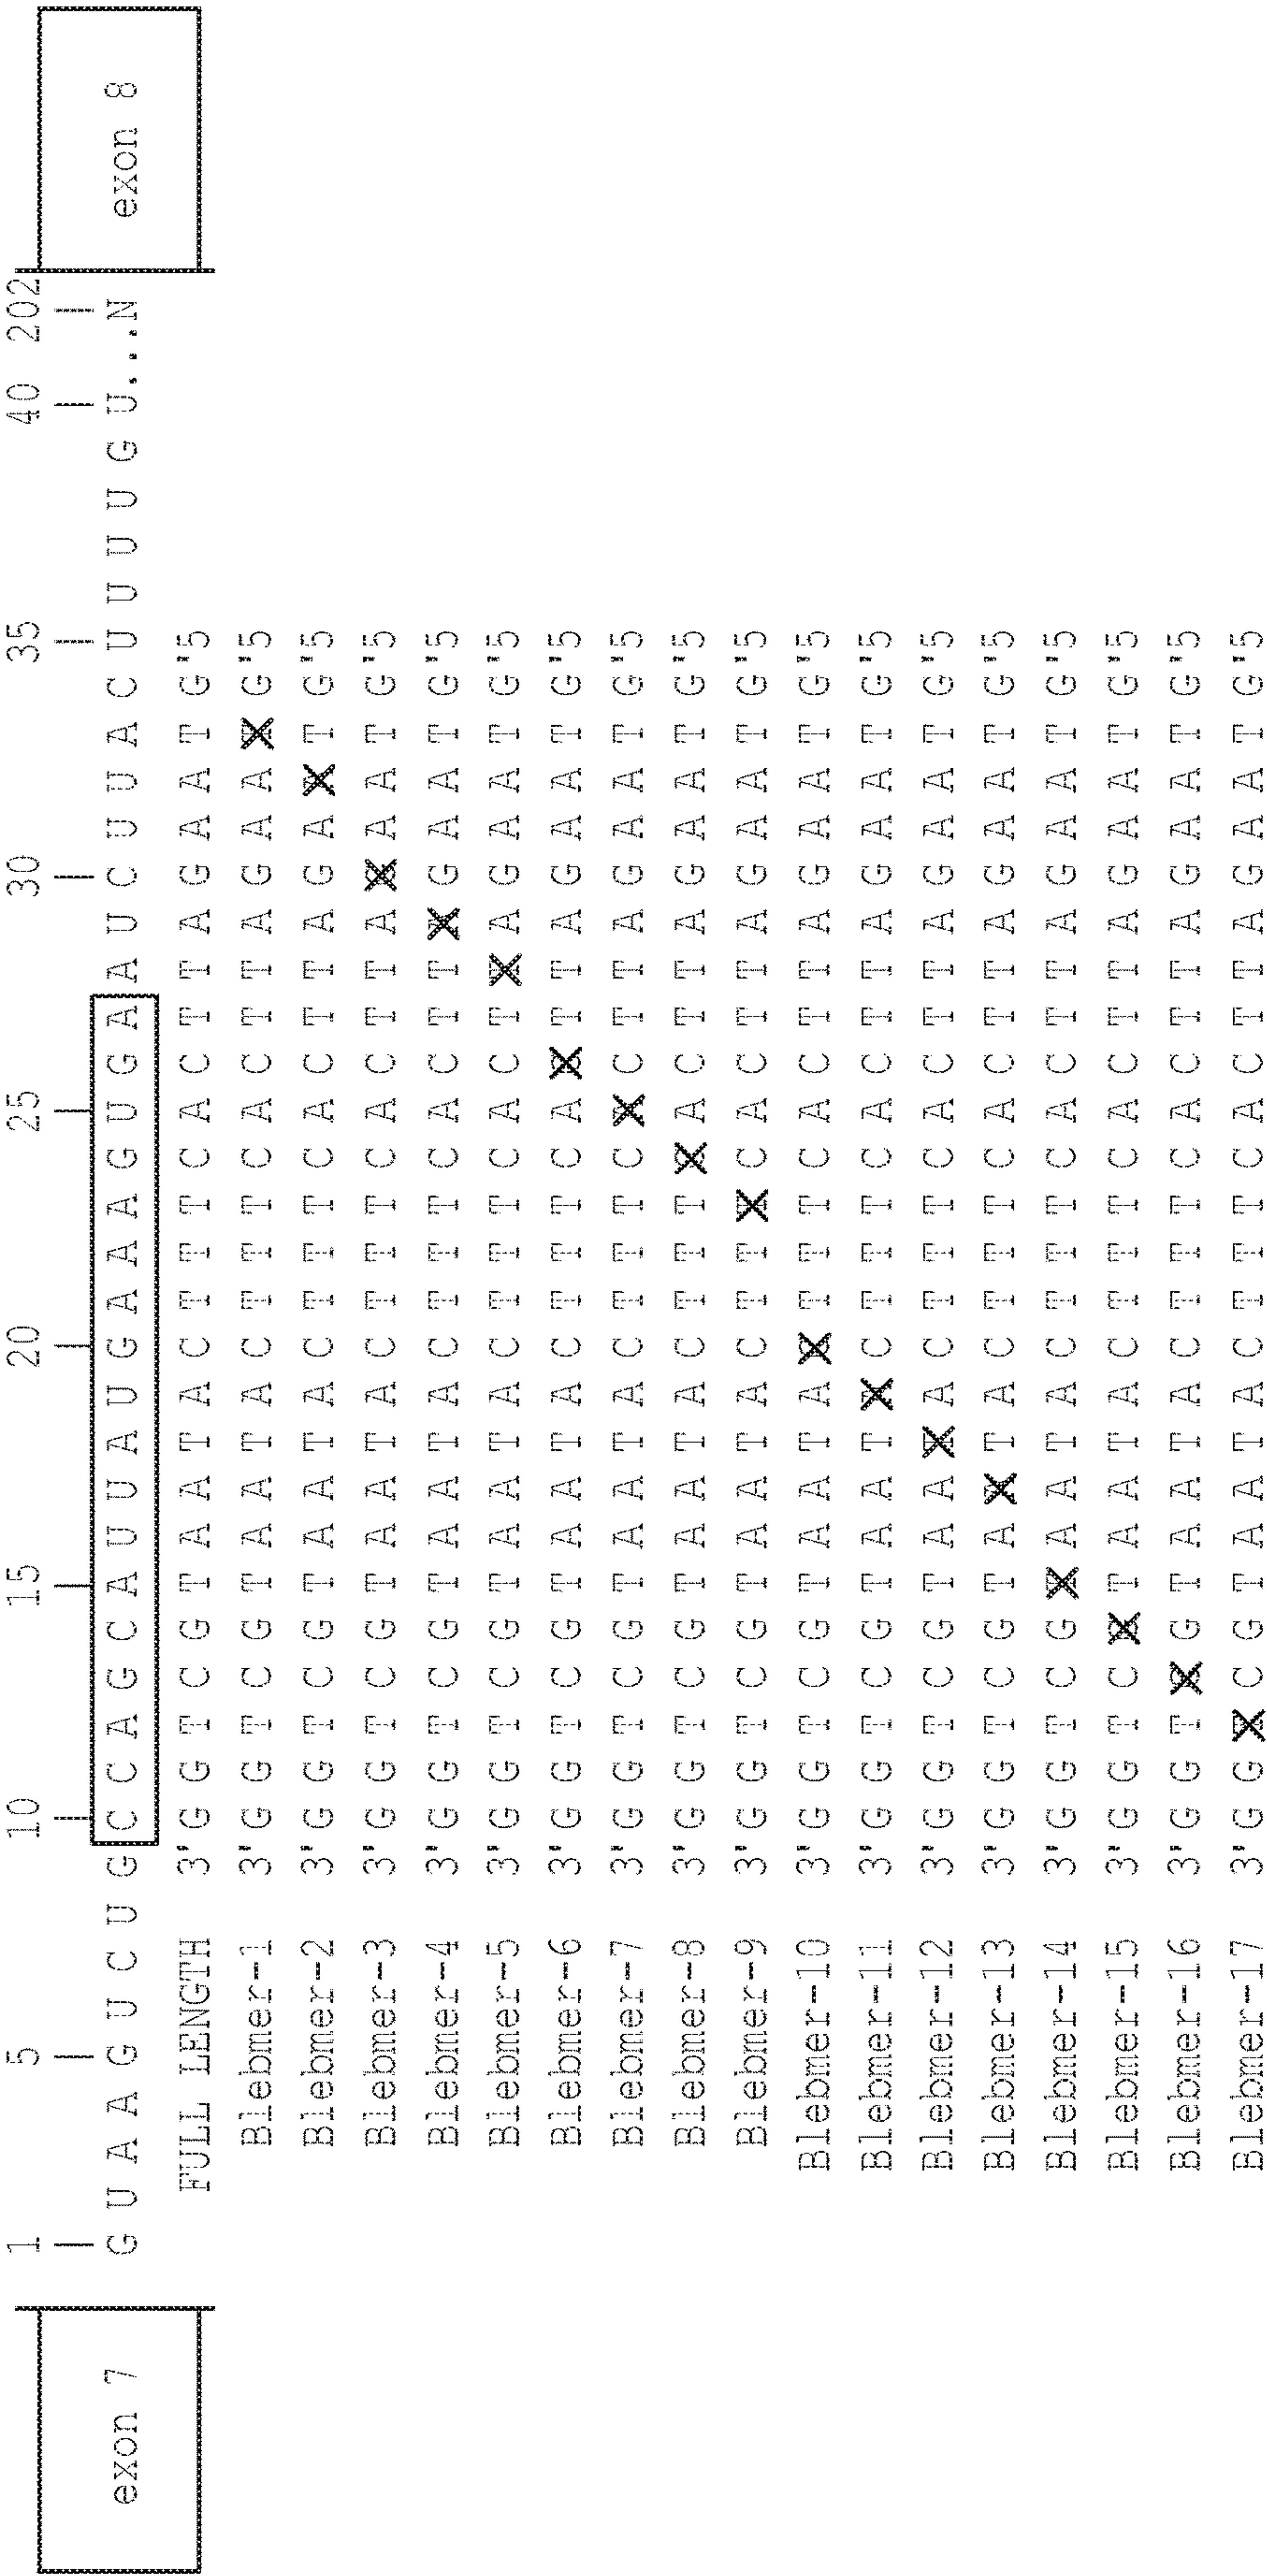 1 5 10 15 20 25 30 35 40 202
exon 7 G U A A G U C U G C C A G C A U U A U G A A A G U G A A U C U U A C U U U U G U...N exon 8
FULL LENGTH 3'G G T C G T A A T A C T T T C A C T T A G A A T G'5
Blebmer-1 3'G G T C G T A A T A C T T T C A C T T A G A A X G'5
Blebmer-2 3'G G T C G T A A T A C T T T C A C T T A G A X T G'5
Blebmer-3 3'G G T C G T A A T A C T T T C A C T T A X A A T G'5
Blebmer-4 3'G G T C G T A A T A C T T T C A C T T X G A A T G'5
Blebmer-5 3'G G T C G T A A T A C T T T C A C T X A G A A T G'5
Blebmer-6 3'G G T C G T A A T A C T T T C A X T T A G A A T G'5
Blebmer-7 3'G G T C G T A A T A C T T T C X C T T A G A A T G'5
Blebmer-8 3'G G T C G T A A T A C T T T X A C T T A G A A T G'5
Blebmer-9 3'G G T C G T A A T A C T T X C A C T T A G A A T G'5
Blebmer-10 3'G G T C G T A A T A X T T T C A C T T A G A A T G'5
Blebmer-11 3'G G T C G T A A T X C T T T C A C T T A G A A T G'5
Blebmer-12 3'G G T C G T A A X A C T T T C A C T T A G A A T G'5
Blebmer-13 3'G G T C G T A X T A C T T T C A C T T A G A A T G'5
Blebmer-14 3'G G T C G X A A T A C T T T C A C T T A G A A T G'5
Blebmer-15 3'G G T C X T A A T A C T T T C A C T T A G A A T G'5
Blebmer-16 3'G G T X G T A A T A C T T T C A C T T A G A A T G'5
Blebmer-17 3'G G X C G T A A T A C T T T C A C T T A G A A T G'5